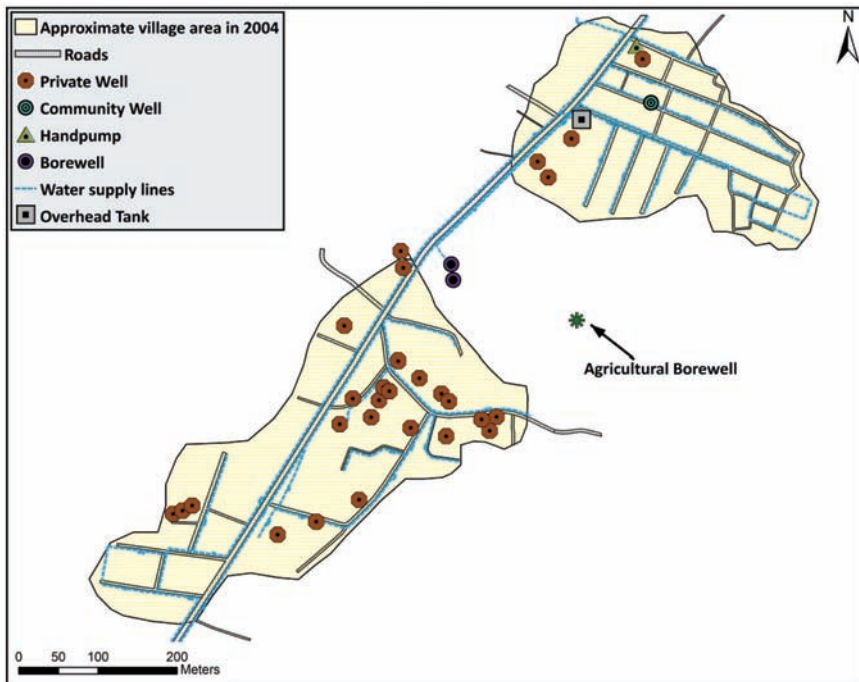 Approximate village area in 2004
Roads
Private Well
Community Well
Handpump
Borewell
Water supply lines
Overhead Tank
N
Agricultural Borewell
0 50 100 200
Meters